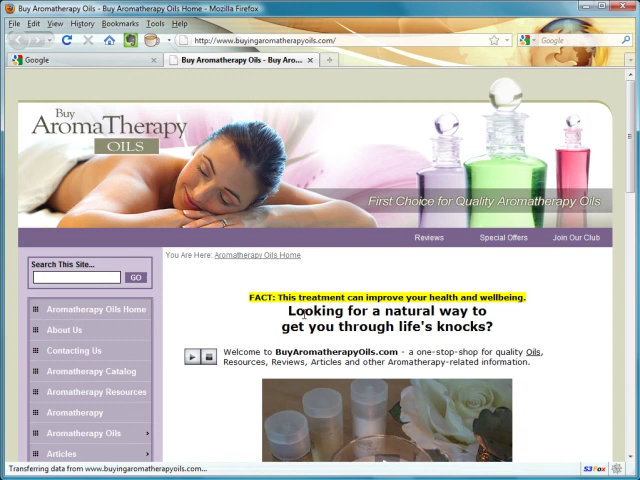 Buy Aromatherapy Oils - Buy Aromatherapy Oils Home - Mozilla Firefox
File Edit View History Bookmarks Tools Help
http://www.buyingaromatherapyoils.com/
Google
Google
Buy Aromatherapy Oils - Buy Aro...
Buy
AromaTherapy
OILS
First Choice for Quality Aromatherapy Oils
Reviews Special Offers Join Our Club
Search This Site...
GO
You Are Here: Aromatherapy Oils Home
Aromatherapy Oils Home
About Us
Contacting Us
Aromatherapy Catalog
Aromatherapy Resources
Aromatherapy
Aromatherapy Oils
Articles
FACT: This treatment can improve your health and wellbeing.
Looking for a natural way to
get you through life's knocks?
Welcome to BuyAromatherapyOils.com - a one-stop-shop for quality Oils,
Resources, Reviews, Articles and other Aromatherapy-related information.
Transferring data from www.buyingaromatherapyoils.com...
S3Fox